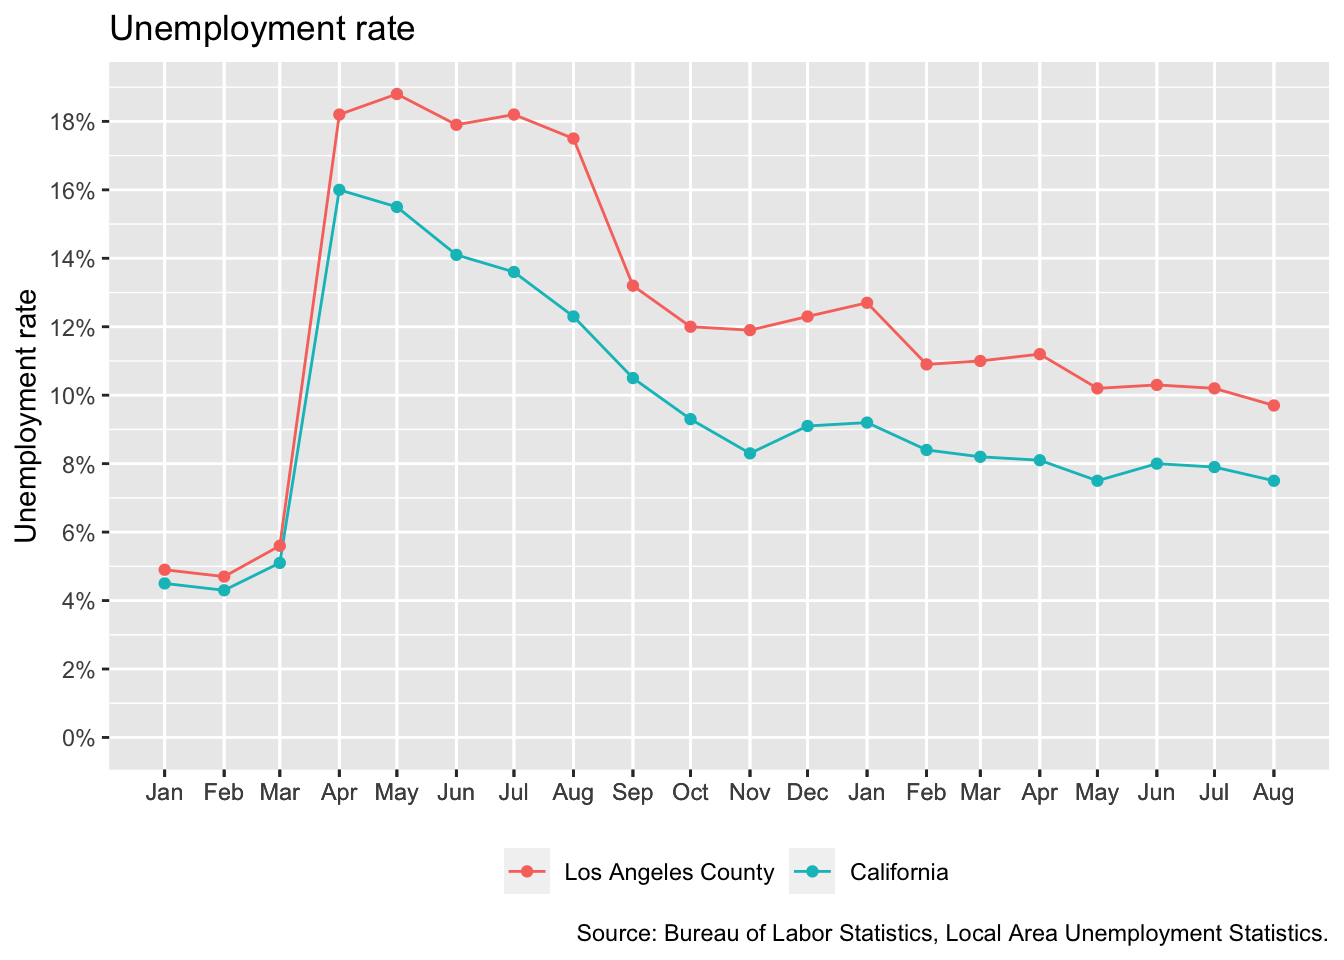 Unemployment rate
Unemployment rate
18%
16%
14%
12%
10%
8%
6%
4%
2%
0%
Jan Feb Mar Apr May Jun Jul Aug Sep Oct Nov Dec Jan Feb Mar Apr May Jun Jul Aug
Los Angeles County California
Source: Bureau of Labor Statistics, Local Area Unemployment Statistics.